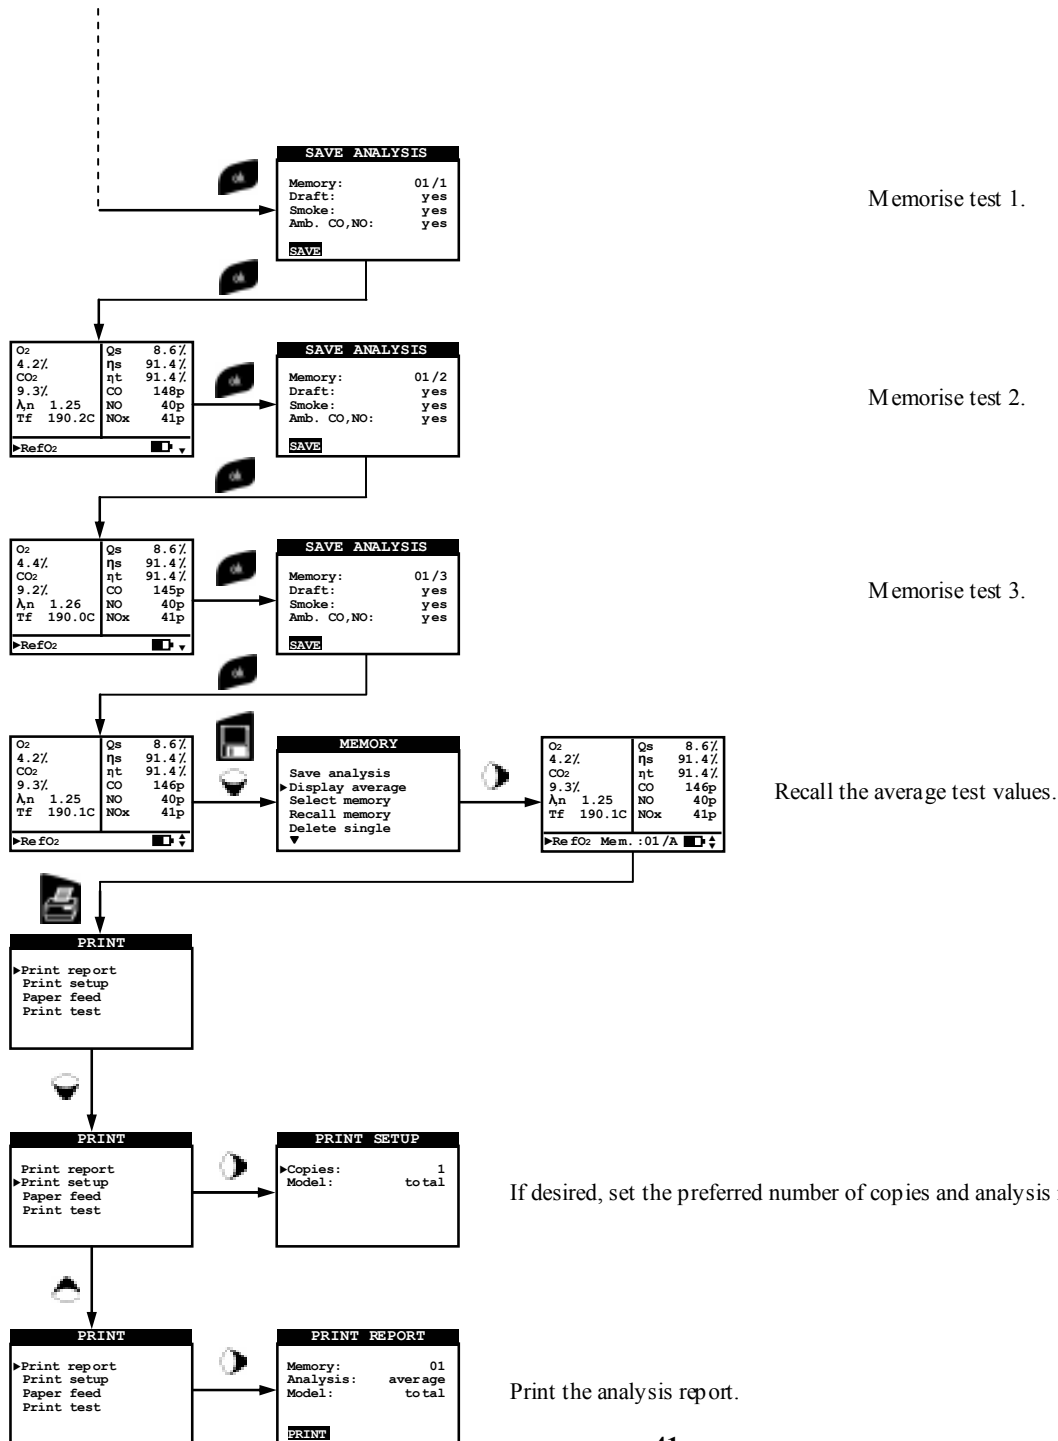 ok
SAVE ANALYSIS
Memory: 01/1
Draft: yes
Smoke: yes
Amb. CO,NO: yes
SAVE
Memorise test 1.
ok
O2
4.2%
CO2
9.3%
λ,n 1.25
Tf 190.2C
Qs 8.6%
ηs 91.4%
ηt 91.4%
CO 148p
NO 40p
NOx 41p
▶RefO2
ok
SAVE ANALYSIS
Memory: 01/2
Draft: yes
Smoke: yes
Amb. CO,NO: yes
SAVE
Memorise test 2.
ok
O2
4.4%
CO2
9.2%
λ,n 1.26
Tf 190.0C
Qs 8.6%
ηs 91.4%
ηt 91.4%
CO 145p
NO 40p
NOx 41p
▶RefO2
ok
SAVE ANALYSIS
Memory: 01/3
Draft: yes
Smoke: yes
Amb. CO,NO: yes
SAVE
Memorise test 3.
ok
O2
4.2%
CO2
9.3%
λ,n 1.25
Tf 190.1C
Qs 8.6%
ηs 91.4%
ηt 91.4%
CO 146p
NO 40p
NOx 41p
▶RefO2
MEMORY
Save analysis
▶Display average
Select memory
Recall memory
Delete single
O2
4.2%
CO2
9.3%
λ,n 1.25
Tf 190.1C
Qs 8.6%
ηs 91.4%
ηt 91.4%
CO 146p
NO 40p
NOx 41p
▶RefO2 Mem.:01/A
Recall the average test values.
PRINT
▶Print report
Print setup
Paper feed
Print test
PRINT
Print report
▶Print setup
Paper feed
Print test
PRINT SETUP
▶Copies: 1
Model: total
If desired, set the preferred number of copies and analysis
PRINT
▶Print report
Print setup
Paper feed
Print test
PRINT REPORT
Memory: 01
Analysis: average
Model: total
PRINT
Print the analysis report.